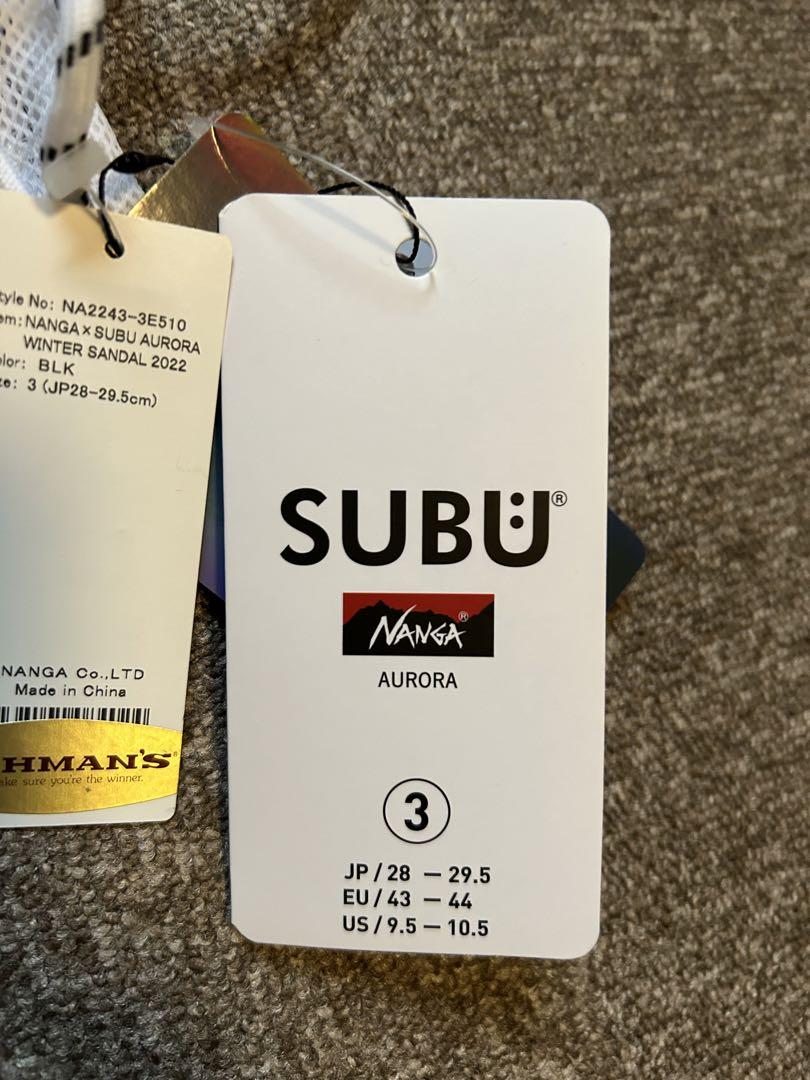 tyle No: NA2243-3E510
em: NANGA×SUBU AURORA
WINTER SANDAL 2022
olor: BLK
ze: 3 (JP28-29.5cm)
NANGA Co.,LTD
Made in China
HMAN'S®
ke sure you're the winner.
SUBÜ®
NANGA®
AURORA
3
JP / 28 — 29.5
EU / 43 — 44
US / 9.5 — 10.5